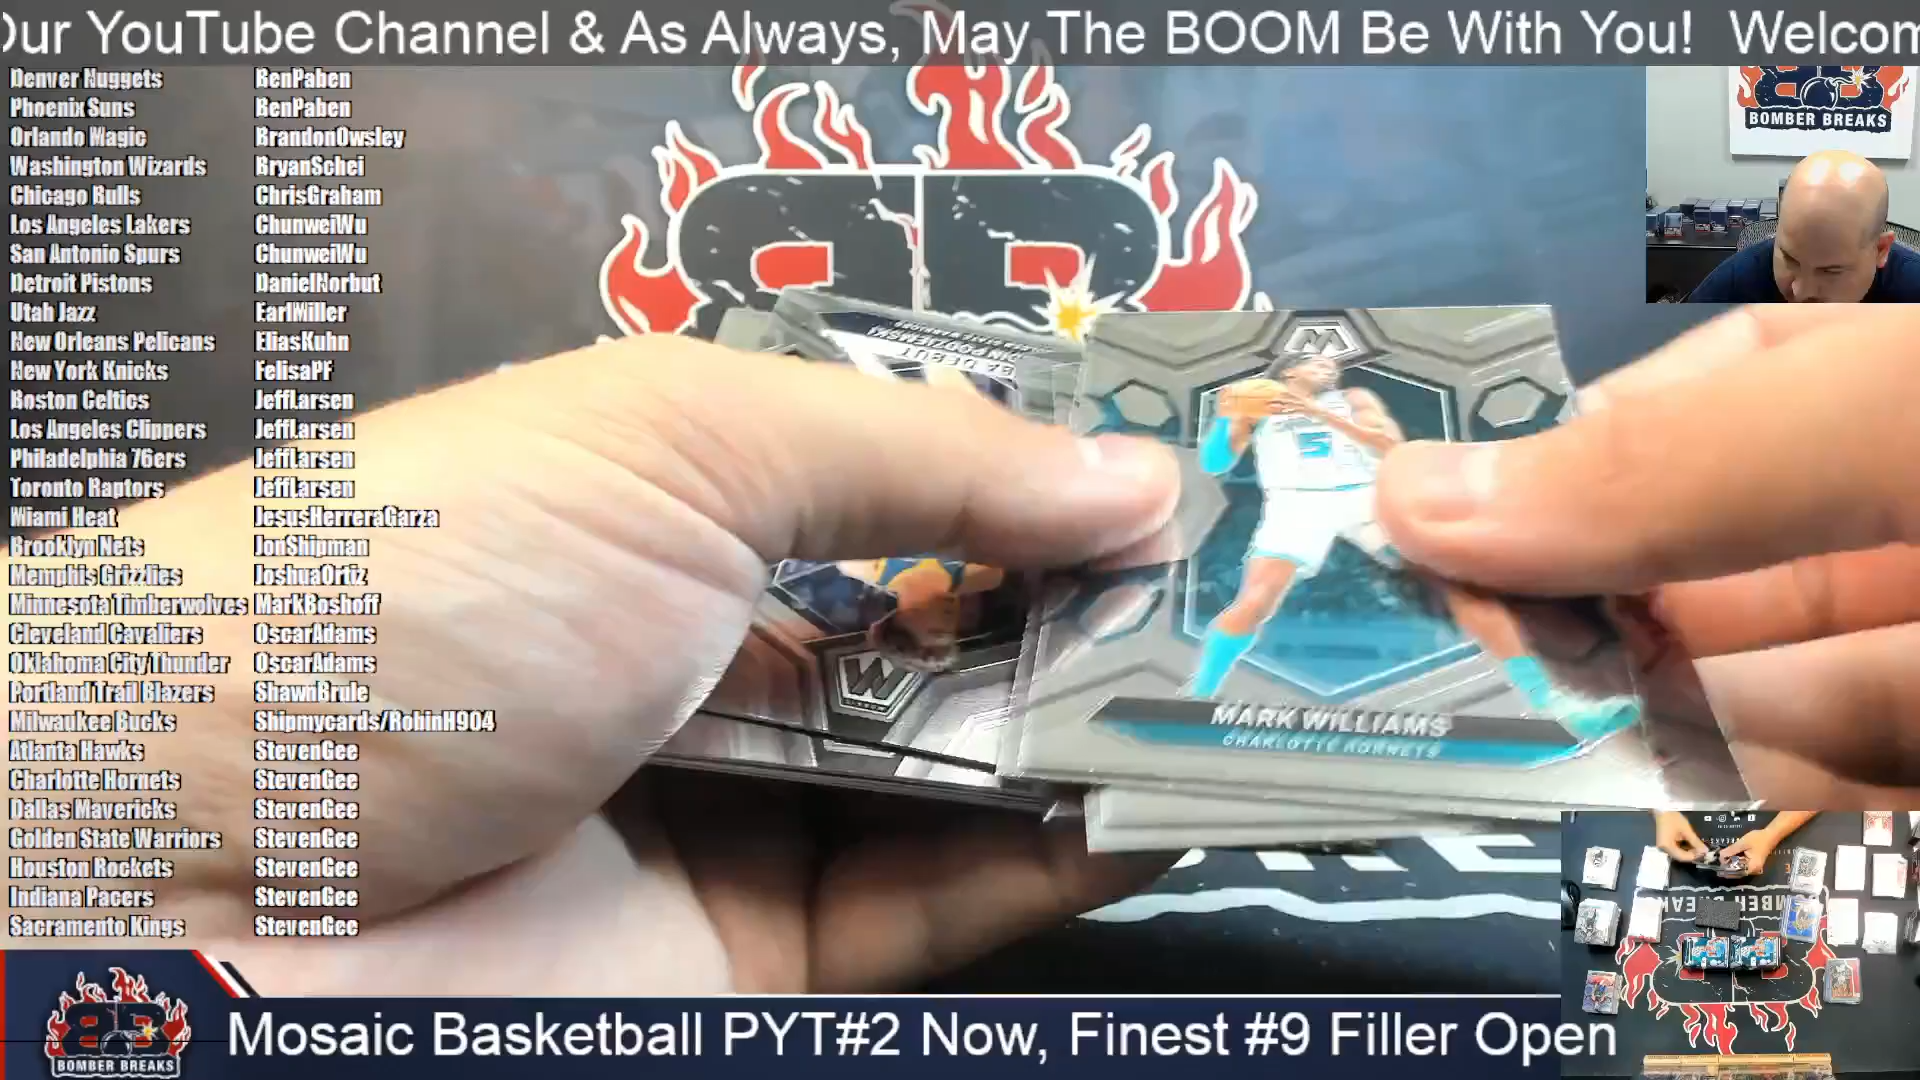 Our YouTube Channel & As Always, May The BOOM Be With You! Welcom
BOMBER BREAKS
Denver Nuggets BenPaben
Phoenix Suns BenPaben
Orlando Magic BrandonOwsley
Washington Wizards BryanSchei
Chicago Bulls ChrisGraham
Los Angeles Lakers ChunweiWu
San Antonio Spurs ChunweiWu
Detroit Pistons DanielNorbut
Utah Jazz EarlMiller
New Orleans Pelicans EliasKuhn
New York Knicks FelisaPF
Boston Celtics JeffLarsen
Los Angeles Clippers JeffLarsen
Philadelphia 76ers JeffLarsen
Toronto Raptors JeffLarsen
Miami Heat JesusHerreraGarza
Brooklyn Nets JonShipman
Memphis Grizzlies JoshuaOrtiz
Minnesota Timberwolves MarkBoshoff
Cleveland Cavaliers OscarAdams
Oklahoma City Thunder OscarAdams
Portland Trail Blazers ShawnBrule
Milwaukee Bucks Shipmycards/RobinH904
Atlanta Hawks StevenGee
Charlotte Hornets StevenGee
Dallas Mavericks StevenGee
Golden State Warriors StevenGee
Houston Rockets StevenGee
Indiana Pacers StevenGee
Sacramento Kings StevenGee
5
MARK WILLIAMS
CHARLOTTE HORNETS
BOMBER BREAKS
Mosaic Basketball PYT#2 Now, Finest #9 Filler Open